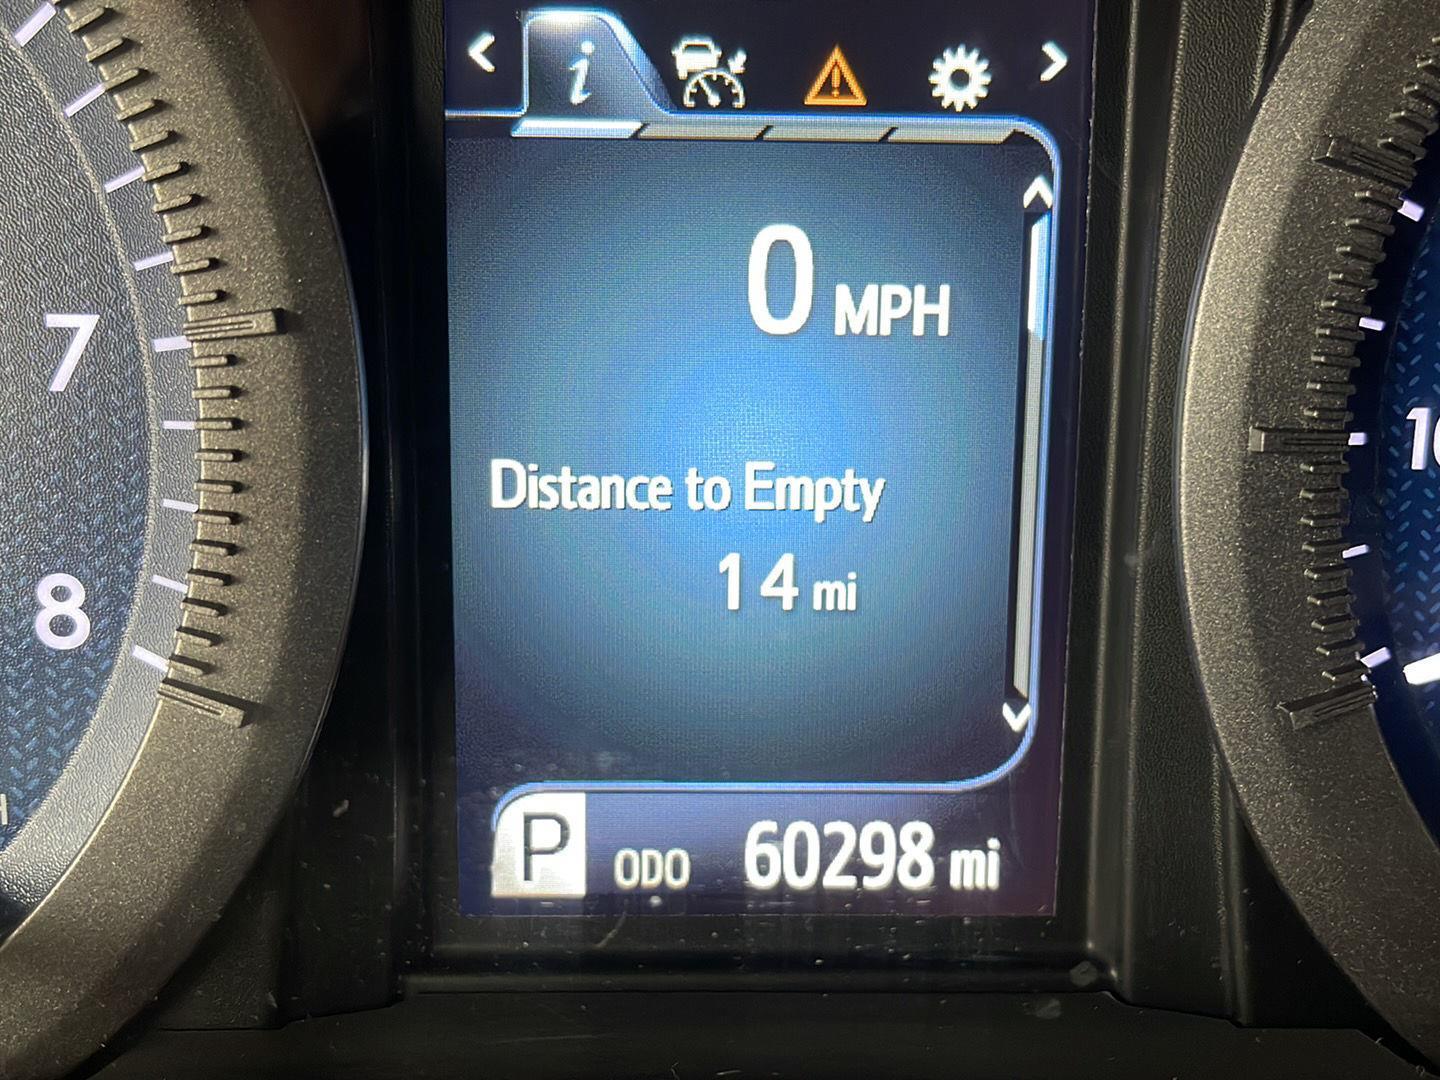 i
0 MPH
7
Distance to Empty
14 mi
8
P ODO 60298 mi